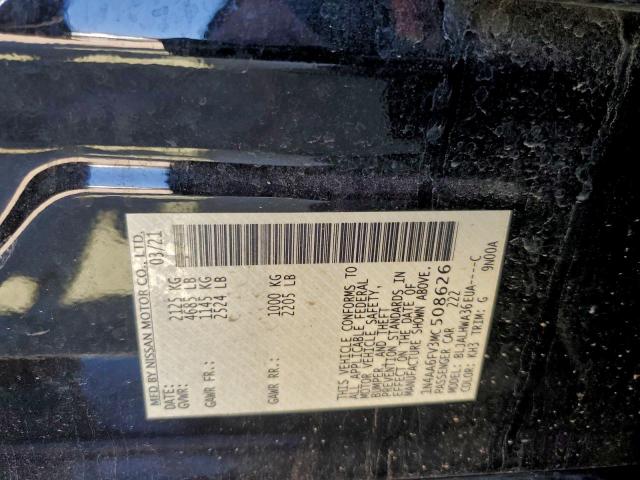 MFD BY NISSAN MOTOR CO., LTD. 03/21
GVWR: 2125 KG
4685 LB
GAWR FR.: 1145 KG
2524 LB
GAWR RR.: 1000 KG
2205 LB
THIS VEHICLE CONFORMS TO
ALL APPLICABLE FEDERAL
MOTOR VEHICLE SAFETY,
BUMPER, AND THEFT
PREVENTION STANDARDS IN
EFFECT ON THE DATE OF
MANUFACTURE SHOWN ABOVE.
1N4AA6FV3MC508626
PASSENGER CAR 222
MODEL: BLJALHWA36EUA----C
COLOR: KH3 TRIM: G 9N00A